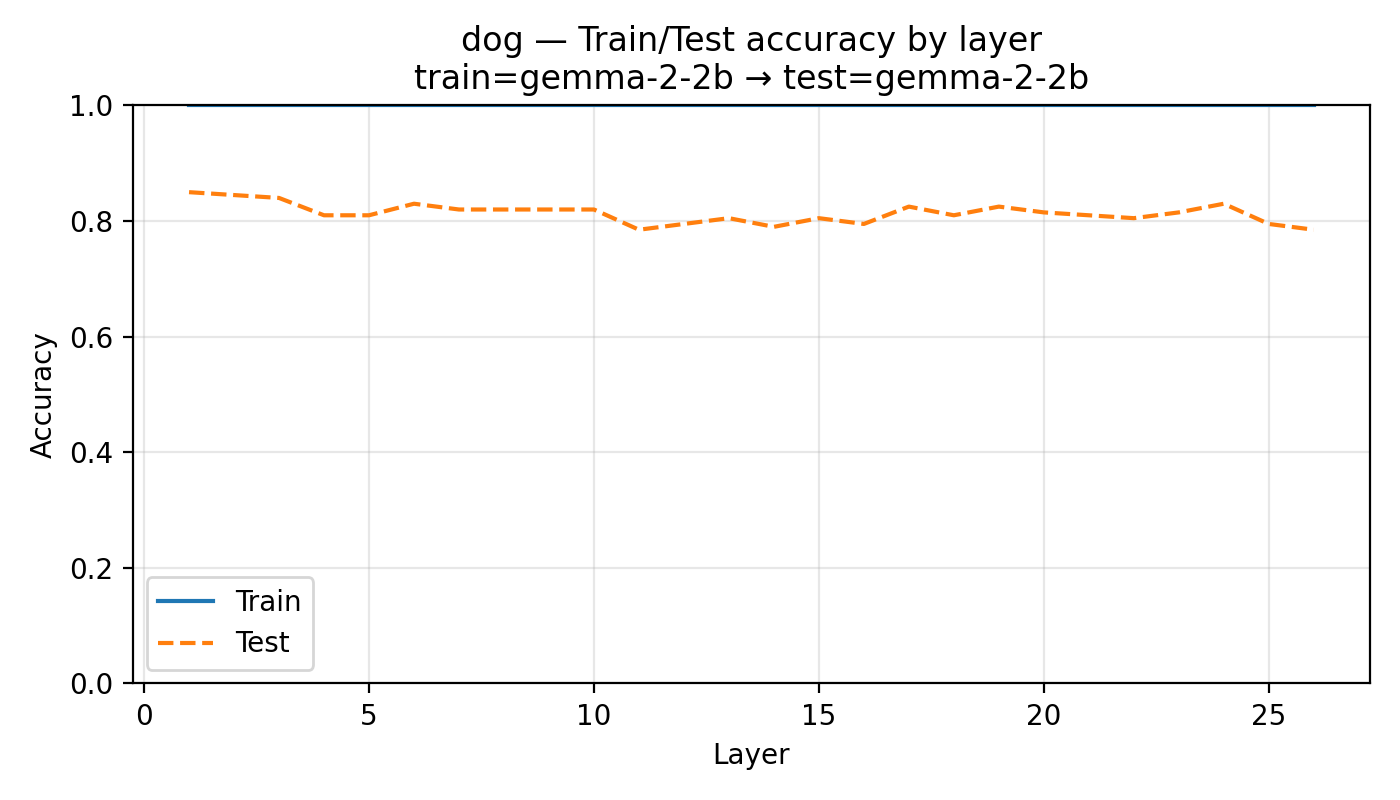 dog — Train/Test accuracy by layer
train=gemma-2-2b → test=gemma-2-2b
1.0
0.8
0.6
0.4
0.2
0.0
Accuracy
Train
Test
0 5 10 15 20 25
Layer